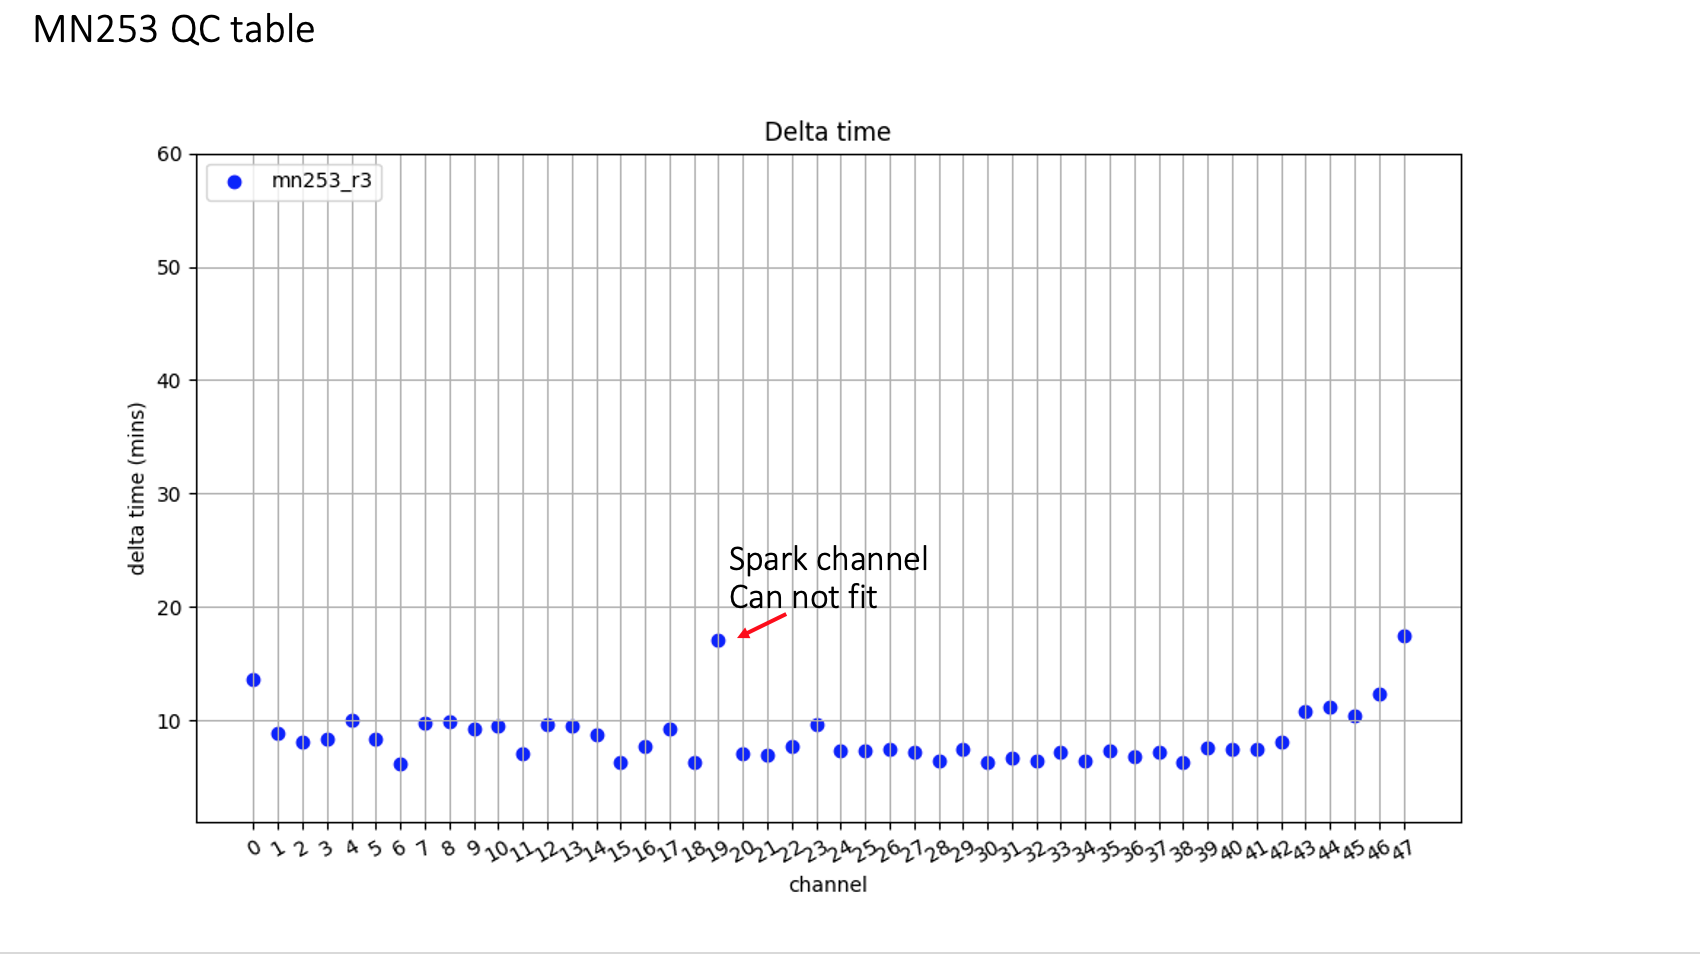 MN253 QC table
Delta time
60
mn253_r3
50
40
30
20
10
delta time (mins)
Spark channel
Can not fit
0 1 2 3 4 5 6 7 8 9 10 11 12 13 14 15 16 17 18 19 20 21 22 23 24 25 26 27 28 29 30 31 32 33 34 35 36 37 38 39 40 41 42 43 44 45 46 47
channel